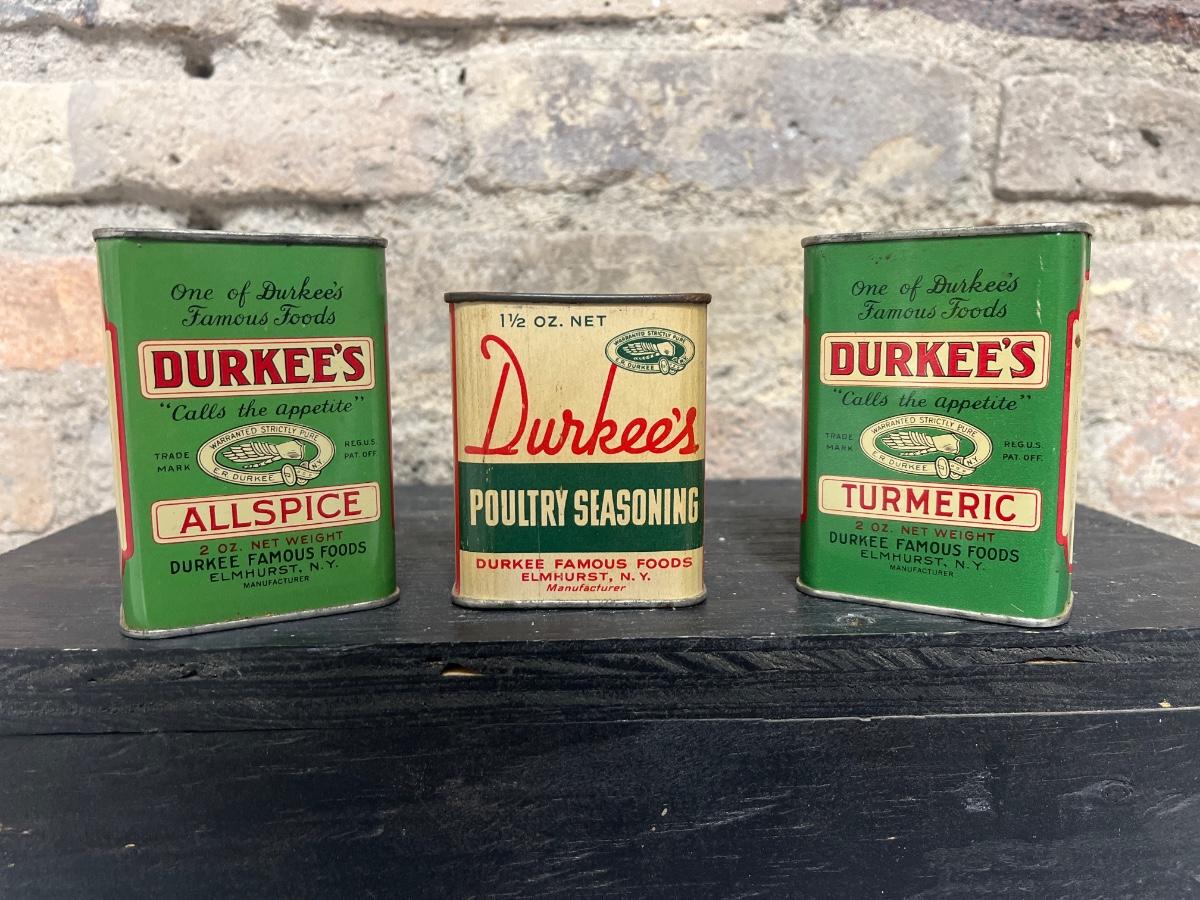 One of Durkee's
Famous Foods
DURKEE'S
"Calls the appetite"
WARRANTED STRICTLY PURE
TRADE MARK
REG. U.S. PAT. OFF.
E.R. DURKEE NY
ALLSPICE
2 OZ. NET WEIGHT
DURKEE FAMOUS FOODS
ELMHURST, N.Y.
MANUFACTURER
1½ OZ. NET
WARRANTED STRICTLY PURE
E.R. DURKEE
Durkee's
POULTRY SEASONING
DURKEE FAMOUS FOODS
ELMHURST, N.Y.
Manufacturer
One of Durkee's
Famous Foods
DURKEE'S
"Calls the appetite"
WARRANTED STRICTLY PURE
TRADE MARK
REG. U.S. PAT. OFF.
E.R. DURKEE NY
TURMERIC
2 OZ. NET WEIGHT
DURKEE FAMOUS FOODS
ELMHURST, N.Y.
MANUFACTURER